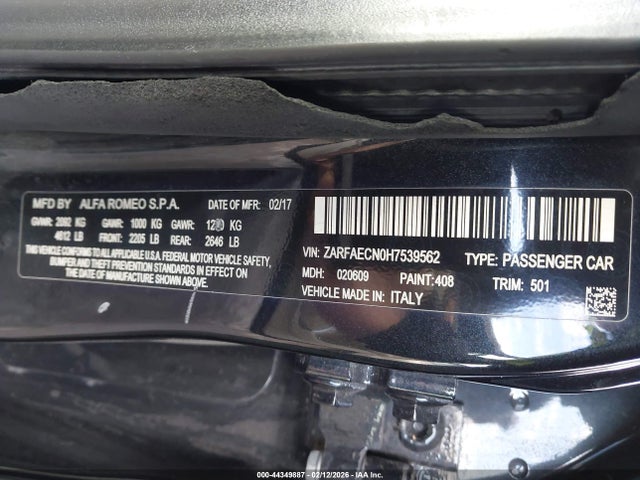 MFD BY ALFA ROMEO S.P.A. DATE OF MFR: 02/17
GAWR: 2092 KG GAWR: 1000 KG GAWR: KG
4612 LB FRONT: 2205 LB REAR: 2646 LB
THIS VEHICLE CONFORMS TO ALL APPLICABLE U.S.A. FEDERAL MOTOR VEHICLE SAFETY,
BUMPER AND THEFT PREVENTION STANDARDS IN EFFECT ON
THE DATE OF MANUFACTURE SHOWN ABOVE.
VIN: ZARFAECN0H7539562 TYPE: PASSENGER CAR
MDH: 020609 PAINT: 408 TRIM: 501
VEHICLE MADE IN: ITALY
000-44349887 - 02/12/2026 - IAA Inc.